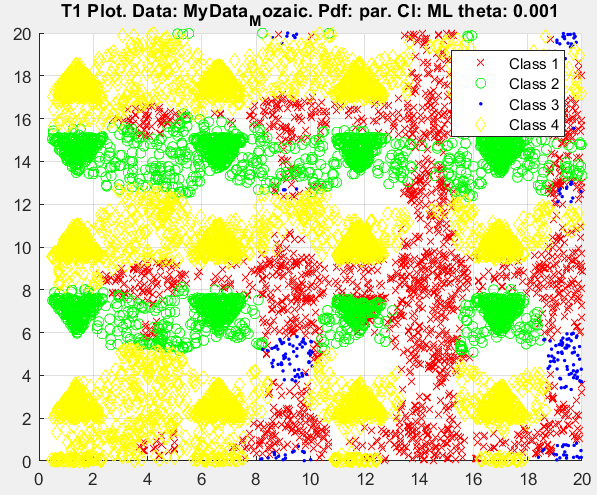 T1 Plot. Data: MyData_Mozaic. Pdf: par. Cl: ML theta: 0.001
20
18
16
14
12
10
8
6
4
2
0
Class 1
Class 2
Class 3
Class 4
0 2 4 6 8 10 12 14 16 18 20